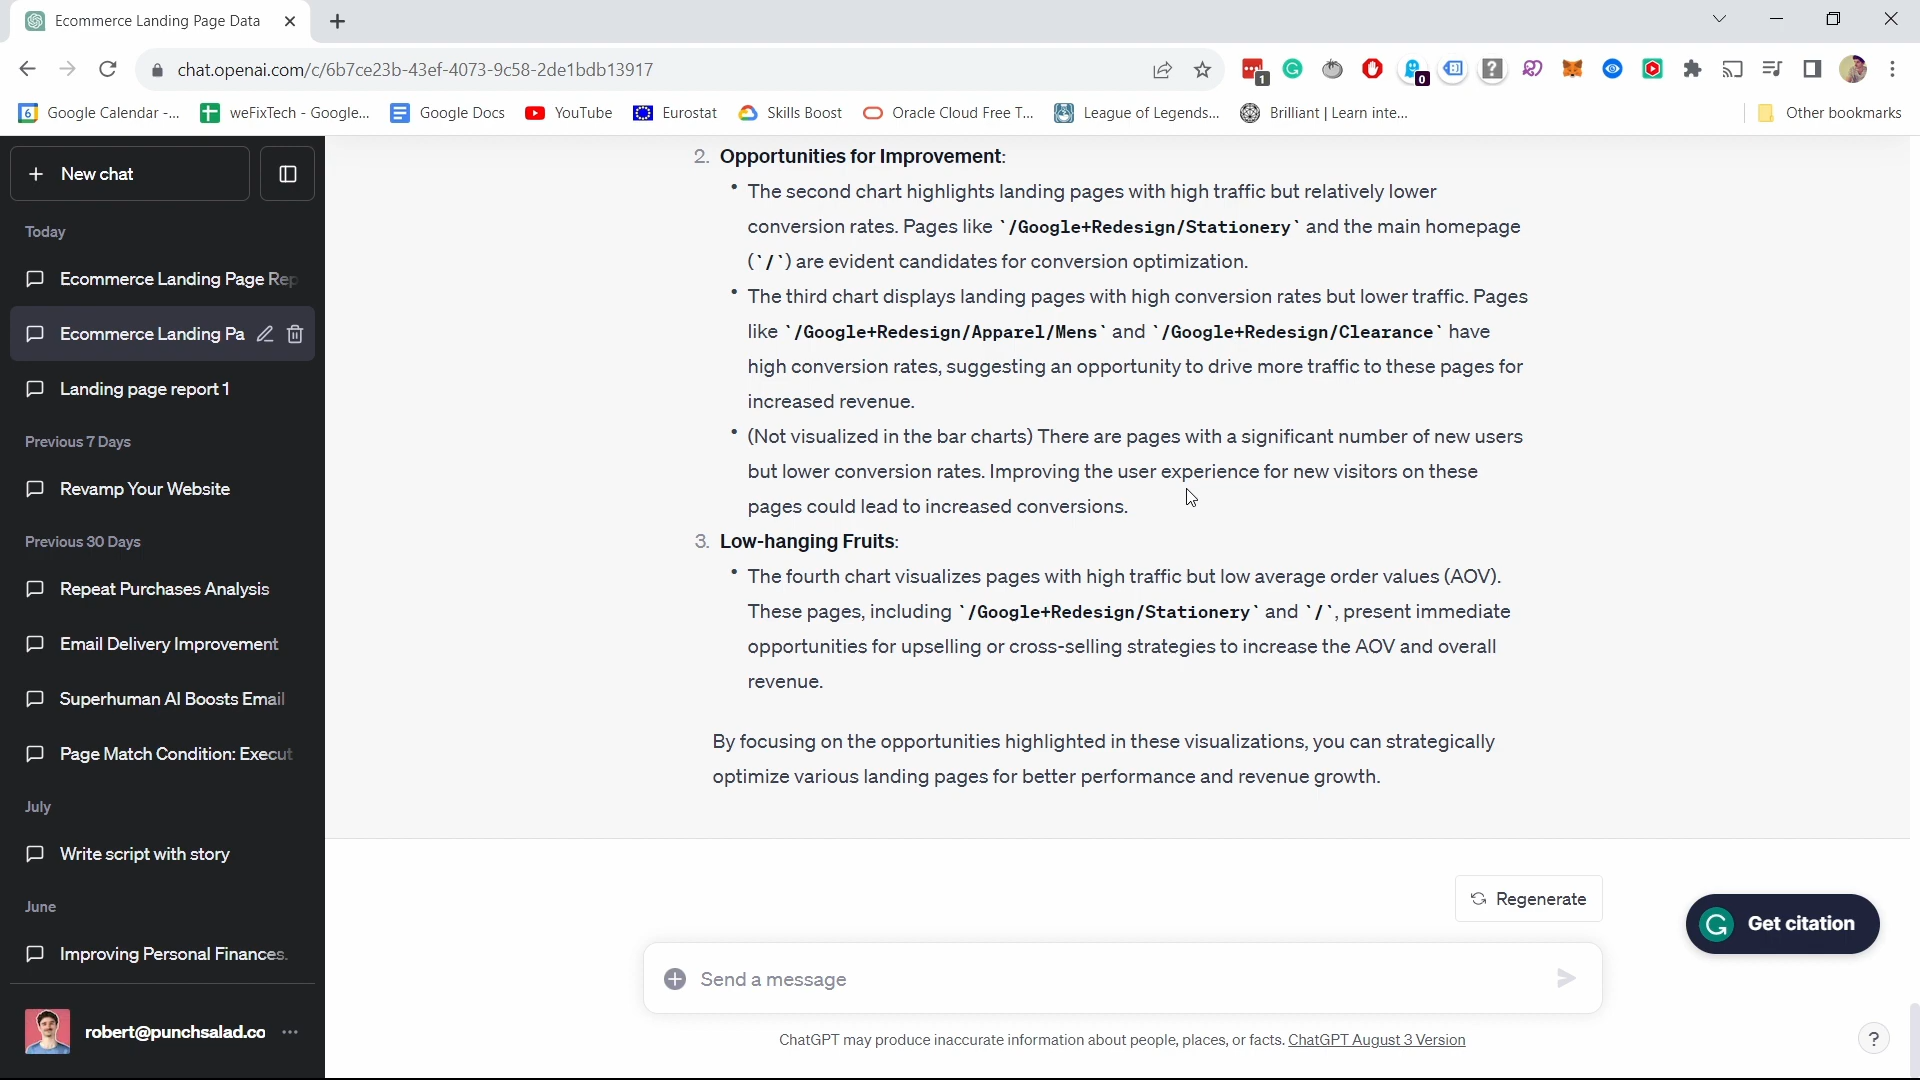 Ecommerce Landing Page Data
chat.openai.com/c/6b7ce23b-43ef-4073-9c58-2de1bdb13917
1
0
6
Google Calendar -...
weFixTech - Google...
Google Docs
YouTube
Eurostat
Skills Boost
Oracle Cloud Free T...
League of Legends...
Brilliant | Learn inte...
Other bookmarks
New chat
Today
Ecommerce Landing Page Rep
Ecommerce Landing Pa
Landing page report 1
Previous 7 Days
Revamp Your Website
Previous 30 Days
Repeat Purchases Analysis
Email Delivery Improvement
Superhuman AI Boosts Email
Page Match Condition: Execut
July
Write script with story
June
Improving Personal Finances.
robert@punchsalad.co
2. Opportunities for Improvement:
• The second chart highlights landing pages with high traffic but relatively lower
conversion rates. Pages like `/Google+Redesign/Stationery` and the main homepage
(`/`) are evident candidates for conversion optimization.
• The third chart displays landing pages with high conversion rates but lower traffic. Pages
like `/Google+Redesign/Apparel/Mens` and `/Google+Redesign/Clearance` have
high conversion rates, suggesting an opportunity to drive more traffic to these pages for
increased revenue.
• (Not visualized in the bar charts) There are pages with a significant number of new users
but lower conversion rates. Improving the user experience for new visitors on these
pages could lead to increased conversions.
3. Low-hanging Fruits:
• The fourth chart visualizes pages with high traffic but low average order values (AOV).
These pages, including `/Google+Redesign/Stationery` and `/`, present immediate
opportunities for upselling or cross-selling strategies to increase the AOV and overall
revenue.
By focusing on the opportunities highlighted in these visualizations, you can strategically
optimize various landing pages for better performance and revenue growth.
Regenerate
Get citation
Send a message
ChatGPT may produce inaccurate information about people, places, or facts. ChatGPT August 3 Version
?